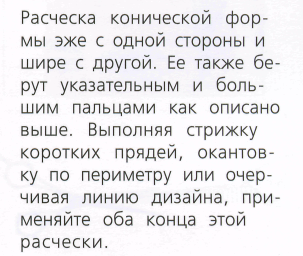 Расческа конической фор-
мы эже с одной стороны и
шире с другой. Ее также бе-
рут указательным и боль-
шим пальцами как описано
выше. Выполняя стрижку
коротких прядей, окантов-
ку по периметру или очер-
чивая линию дизайна, при-
меняйте оба конца этой
расчески.